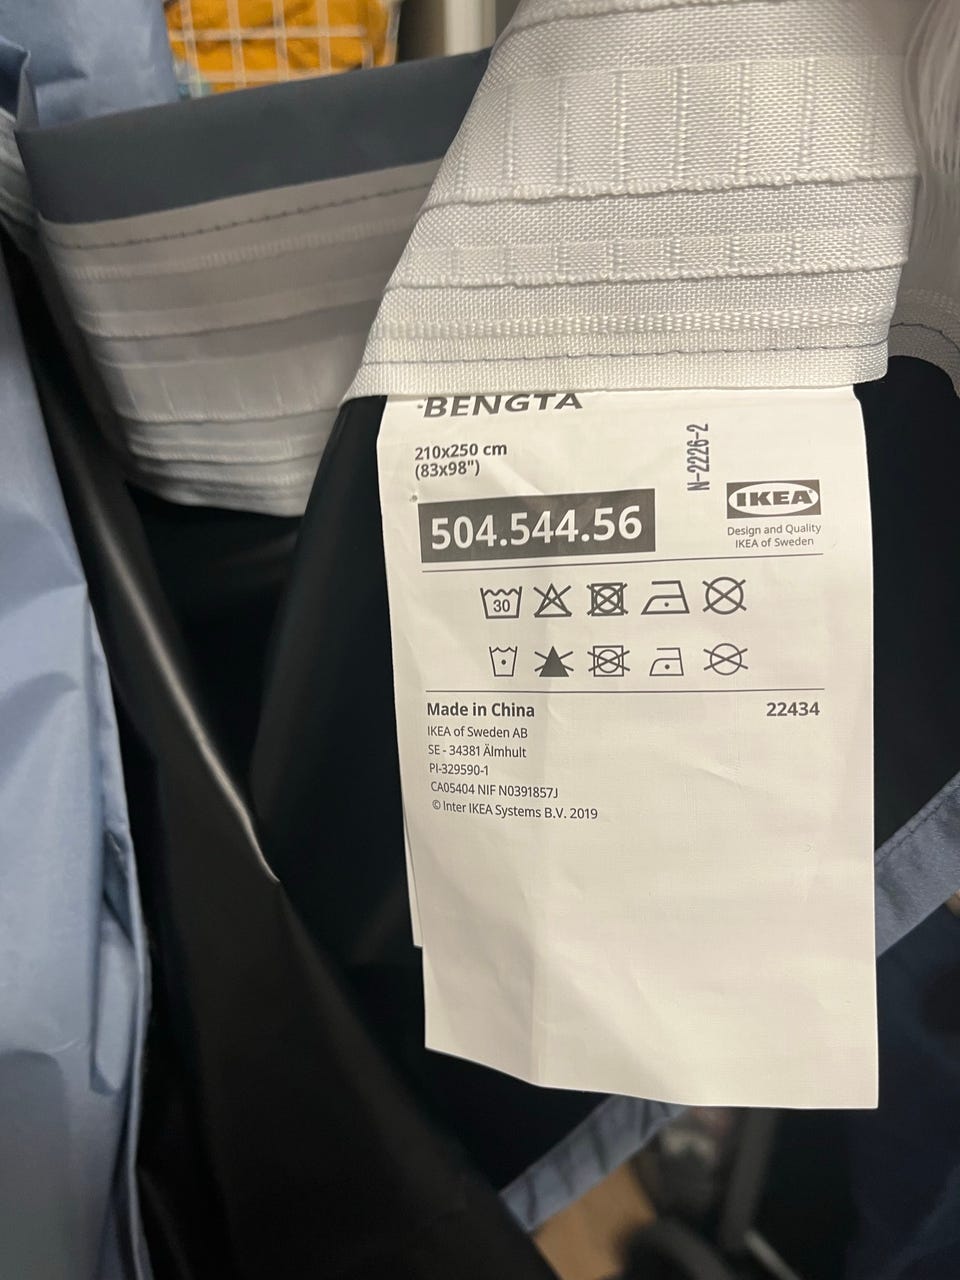 BENGTA
210x250 cm
(83x98")
N-2226-2
504.544.56
IKEA
Design and Quality
IKEA of Sweden
30
Made in China
22434
IKEA of Sweden AB
SE - 34381 Älmhult
PI-329590-1
CA05404 NIF N0391857J
© Inter IKEA Systems B.V. 2019